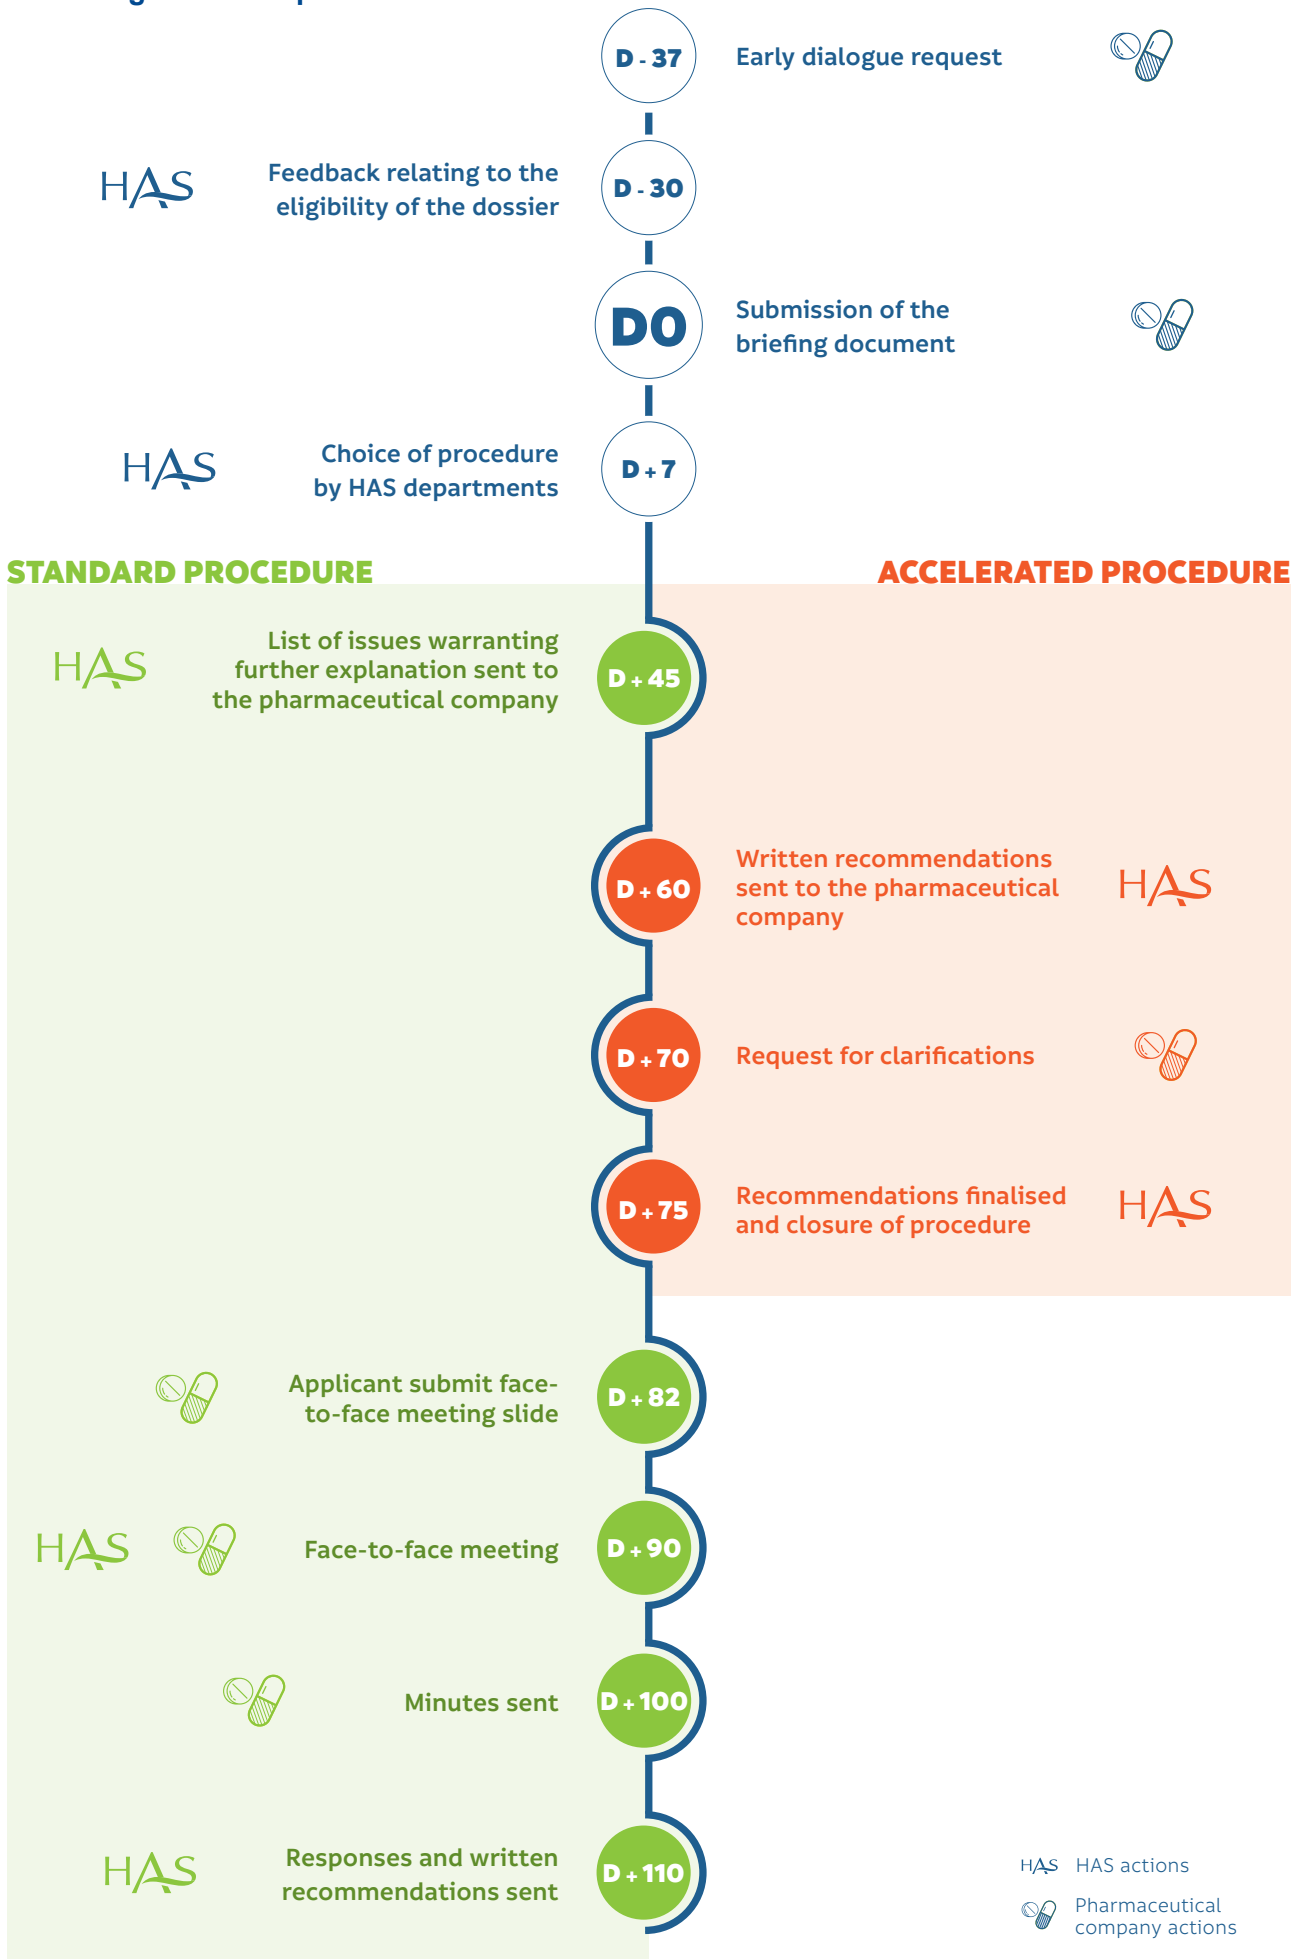 D - 37
Early dialogue request
HAS
Feedback relating to the
eligibility of the dossier
D - 30
D0
Submission of the
briefing document
HAS
Choice of procedure
by HAS departments
D + 7
STANDARD PROCEDURE
ACCELERATED PROCEDURE
HAS
List of issues warranting
further explanation sent to
the pharmaceutical company
D + 45
D + 60
Written recommendations
sent to the pharmaceutical
company
HAS
D + 70
Request for clarifications
D + 75
Recommendations finalised
and closure of procedure
HAS
Applicant submit face-
to-face meeting slide
D + 82
HAS
Face-to-face meeting
D + 90
Minutes sent
D + 100
HAS
Responses and written
recommendations sent
D + 110
HAS HAS actions
Pharmaceutical
company actions